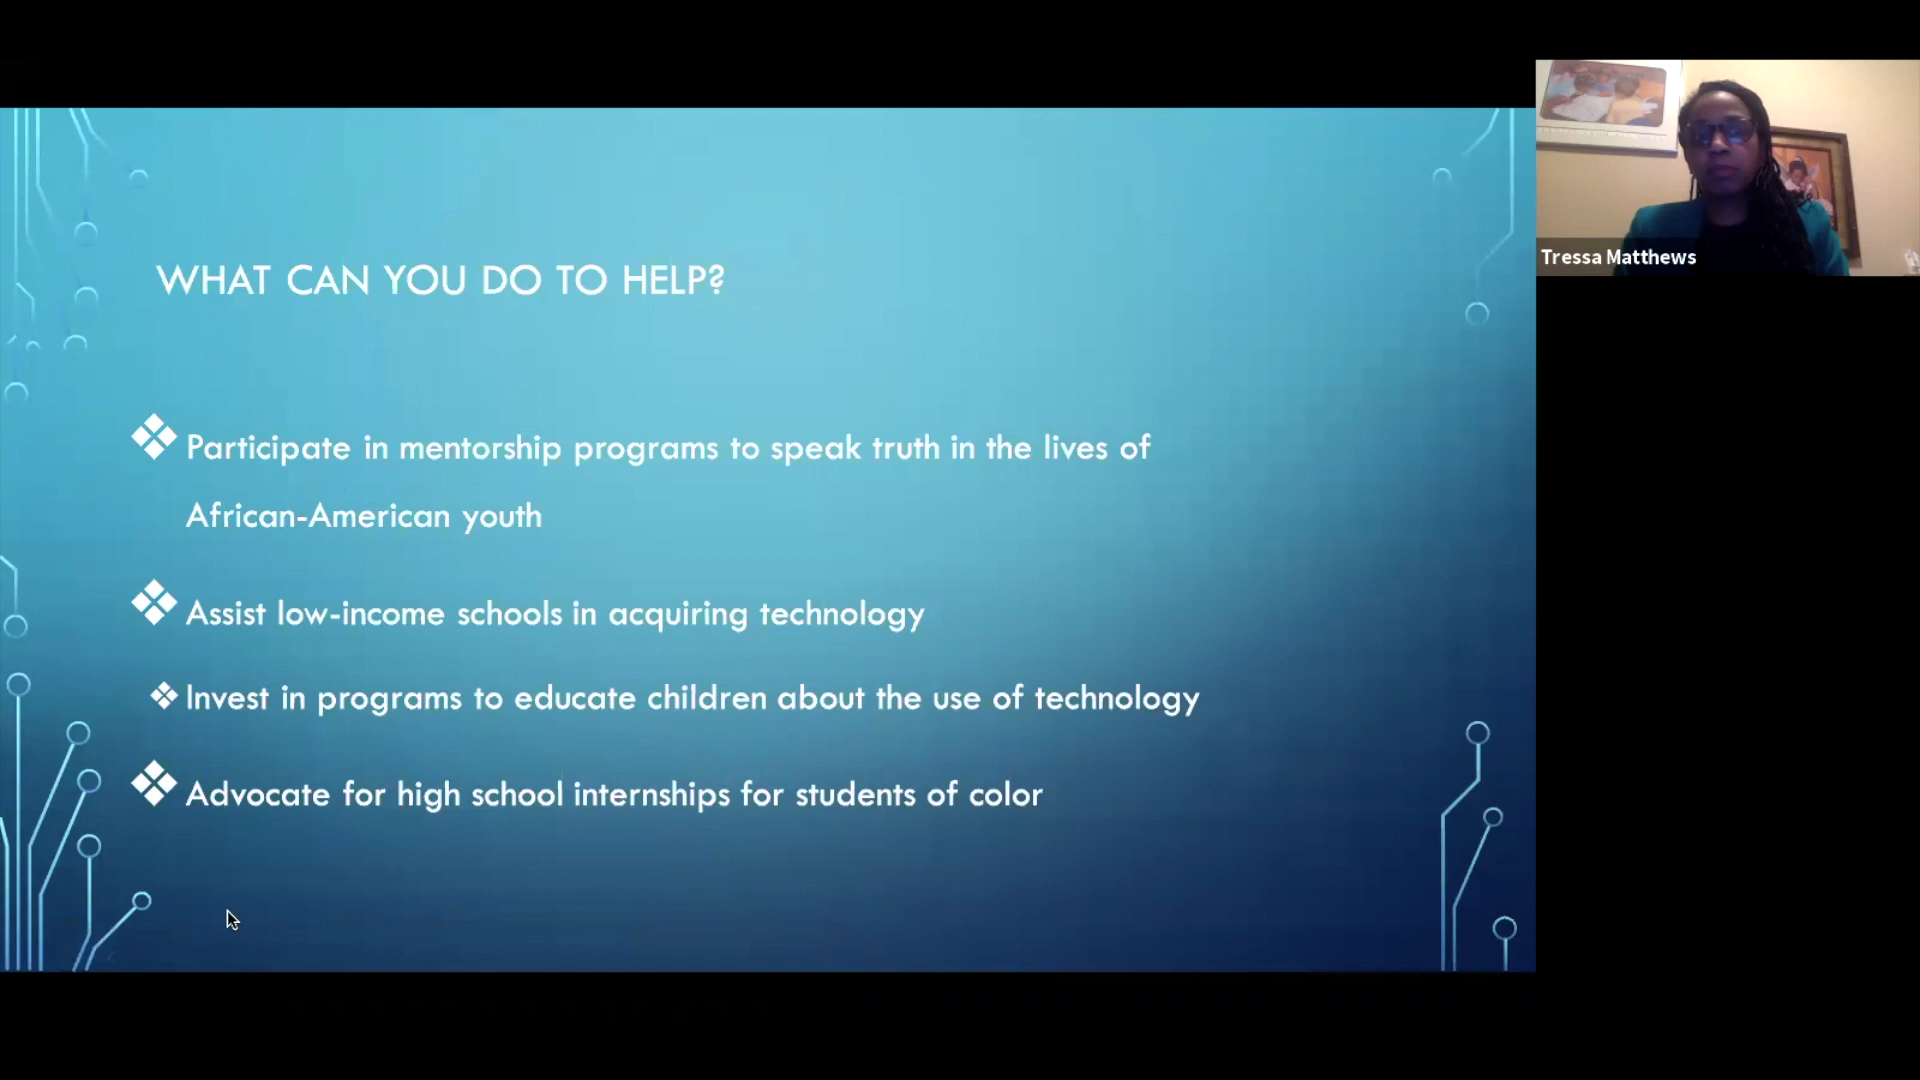 WHAT CAN YOU DO TO HELP?
Participate in mentorship programs to speak truth in the lives of
African-American youth
Assist low-income schools in acquiring technology
Invest in programs to educate children about the use of technology
Advocate for high school internships for students of color
Tressa Matthews